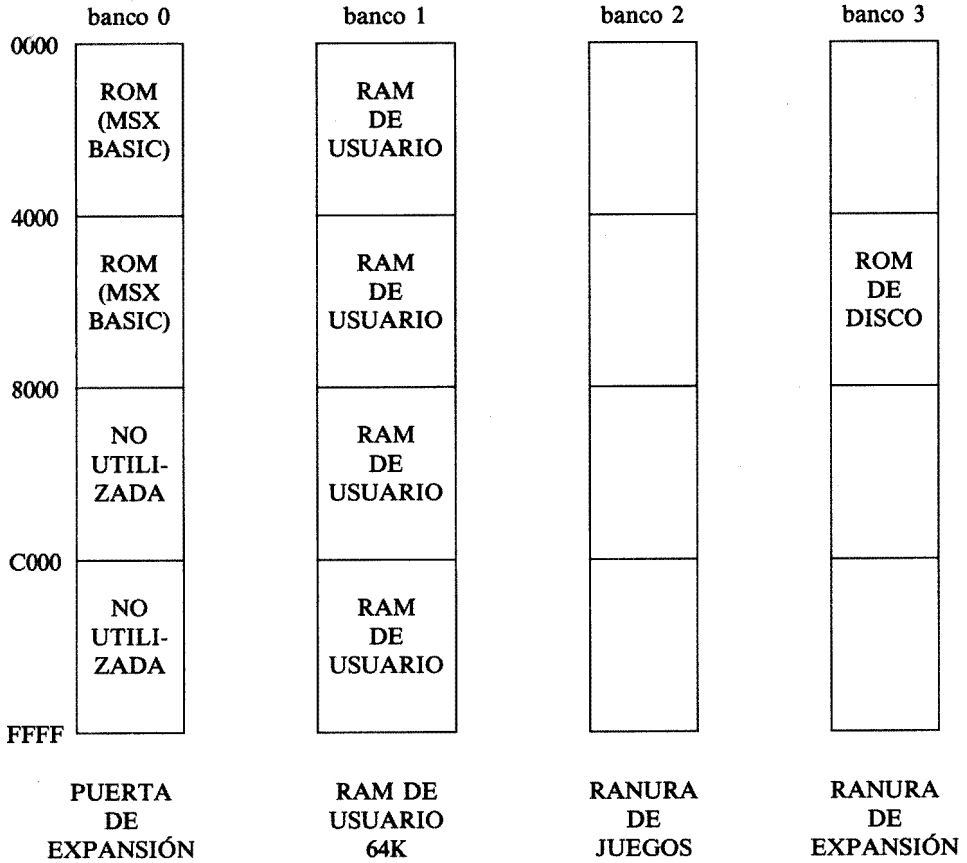 banco 0
banco 1
banco 2
banco 3
0000
ROM
(MSX
BASIC)
RAM
DE
USUARIO
4000
ROM
(MSX
BASIC)
RAM
DE
USUARIO
ROM
DE
DISCO
8000
NO
UTILI-
ZADA
RAM
DE
USUARIO
C000
NO
UTILI-
ZADA
RAM
DE
USUARIO
FFFF
PUERTA
DE
EXPANSIÓN
RAM DE
USUARIO
64K
RANURA
DE
JUEGOS
RANURA
DE
EXPANSIÓN